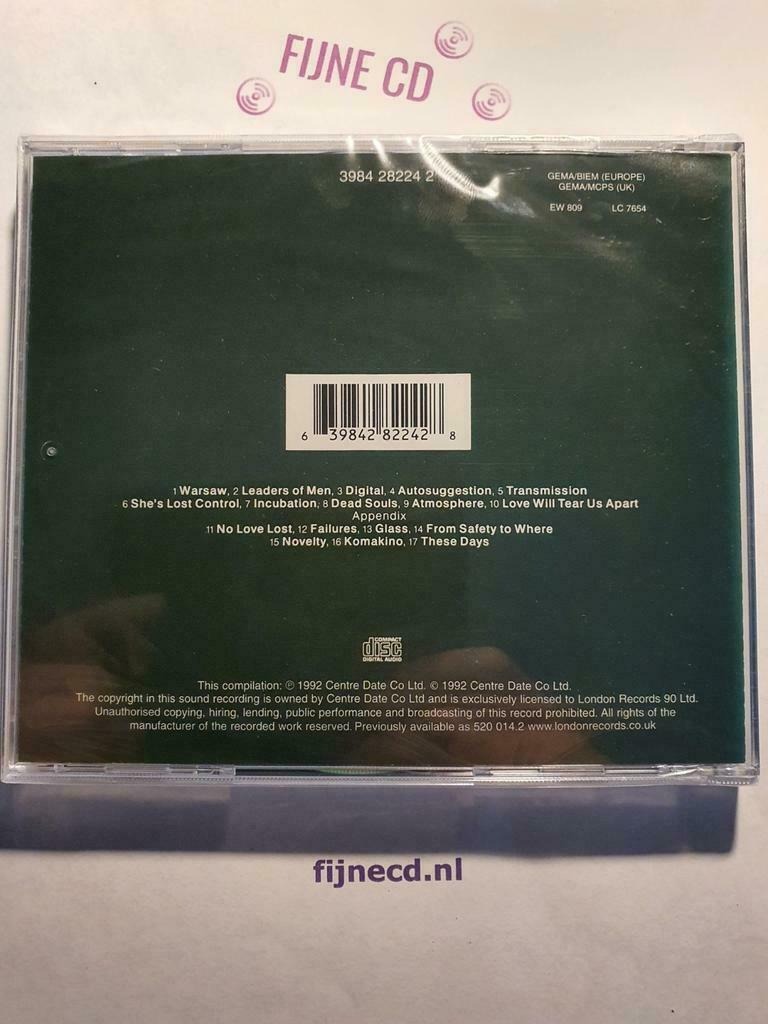 FIJNE CD
3984 28224 2
GEMA/BIEM (EUROPE)
GEMA/MCPS (UK)
EW 809 LC 7654
6 39842 82242 8
1 Warsaw, 2 Leaders of Men, 3 Digital, 4 Autosuggestion, 5 Transmission
6 She's Lost Control, 7 Incubation, 8 Dead Souls, 9 Atmosphere, 10 Love Will Tear Us Apart
Appendix
11 No Love Lost, 12 Failures, 13 Glass, 14 From Safety to Where
15 Novelty, 16 Komakino, 17 These Days
COMPACT
disc
DIGITAL AUDIO
This compilation: ℗ 1992 Centre Date Co Ltd. © 1992 Centre Date Co Ltd.
The copyright in this sound recording is owned by Centre Date Co Ltd and is exclusively licensed to London Records 90 Ltd.
Unauthorised copying, hiring, lending, public performance and broadcasting of this record prohibited. All rights of the
manufacturer of the recorded work reserved. Previously available as 520 014.2 www.londonrecords.co.uk
fijnecd.nl